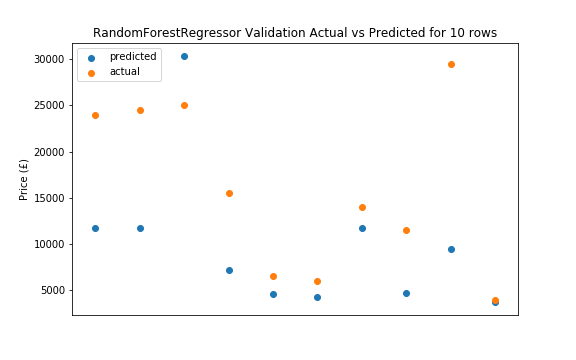 RandomForestRegressor Validation Actual vs Predicted for 10 rows
predicted
actual
30000
25000
20000
15000
10000
5000
Price (£)